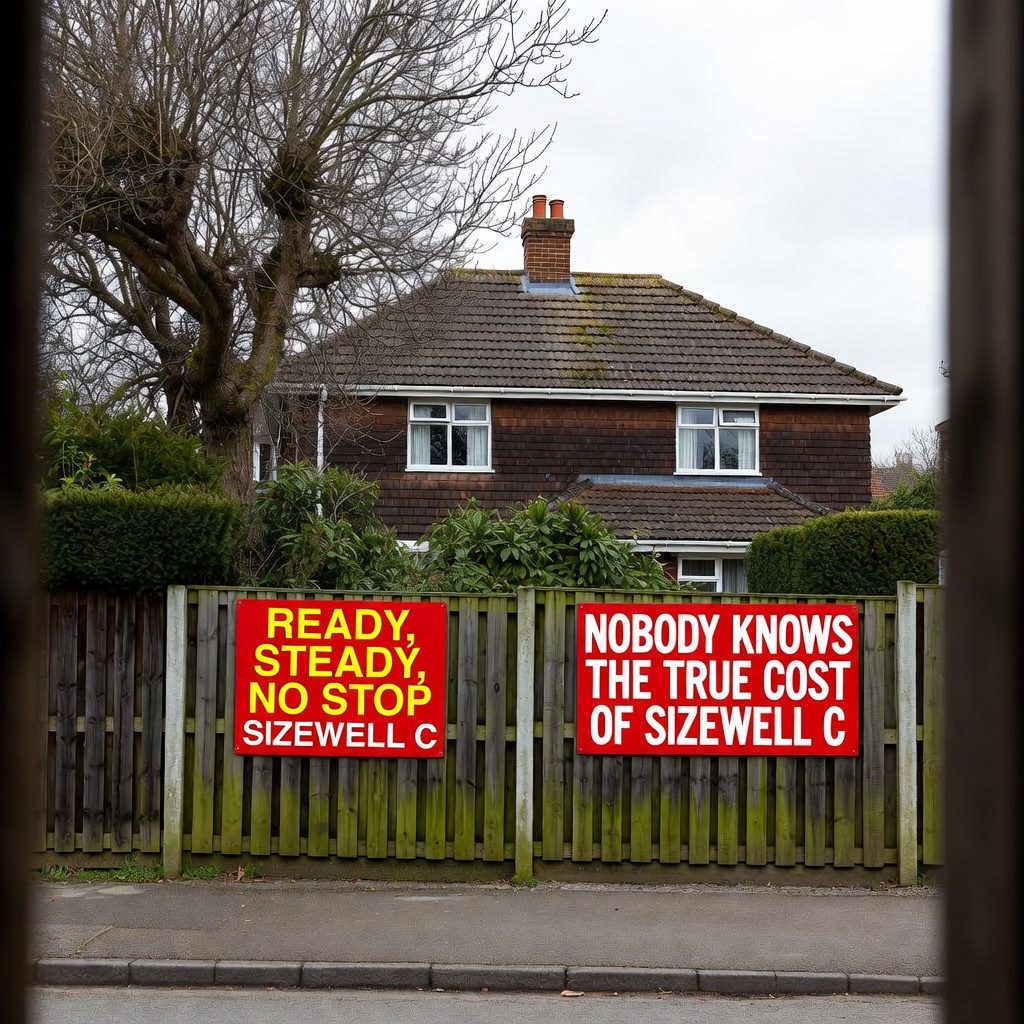 READY,
STEADY,
NO STOP
SIZEWELL C
NOBODY KNOWS
THE TRUE COST
OF SIZEWELL C